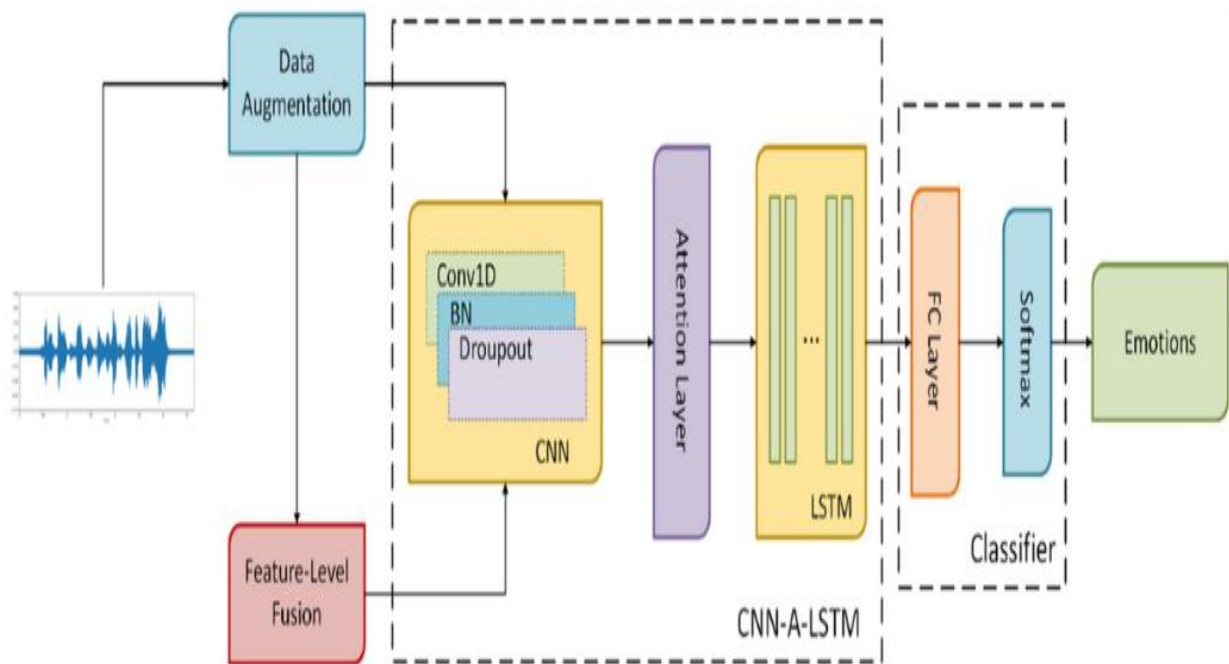 Data
Augmentation
Conv1D
BN
Droupout
CNN
Attention Layer
LSTM
CNN-A-LSTM
FC Layer
Softmax
Classifier
Emotions
Feature-Level
Fusion